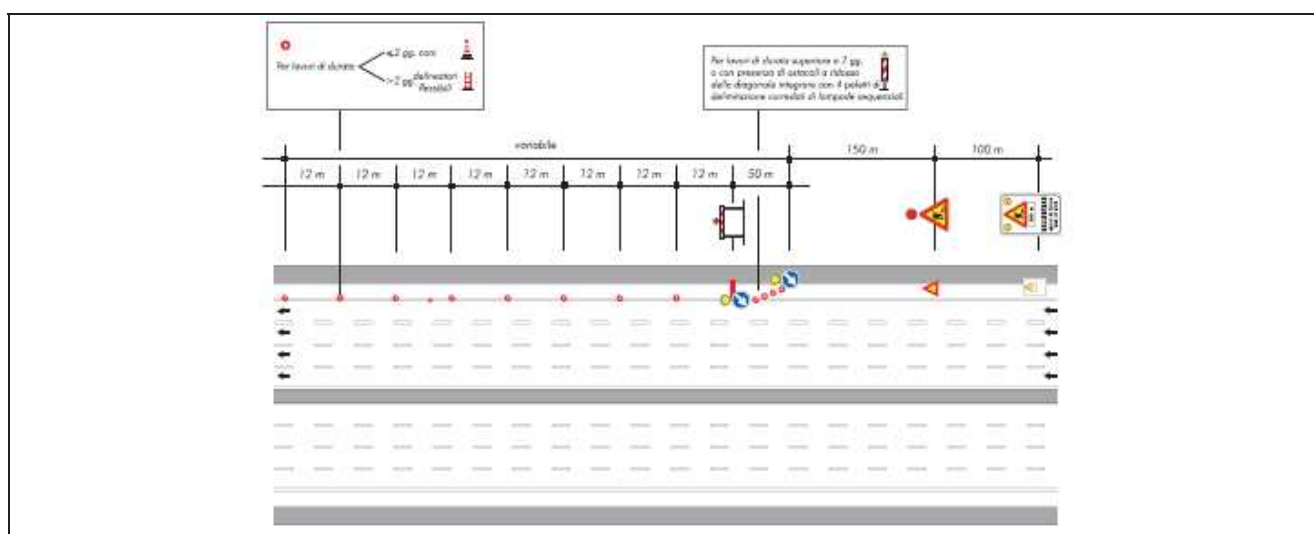 Per lavori di durata
≤2 gg. coni
>2 gg. delineatori
flessibili
Per lavori di durata superiore a 7 gg.
o con presenza di ostacoli a ridosso
della diagonale integrare con 4 paletti di
delimitazione corredati di lampade sequenziali.
variabile
150 m
100 m
12 m
12 m
12 m
12 m
12 m
12 m
12 m
12 m
50 m